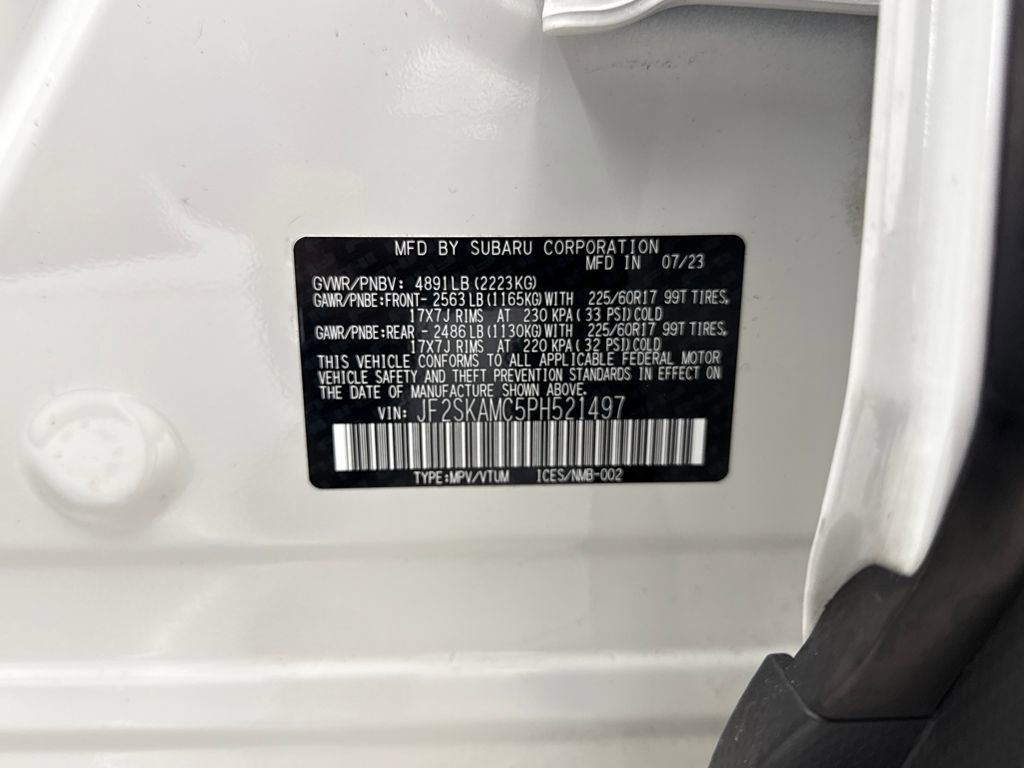 MFD BY SUBARU CORPORATION
MFD IN 07/23
GVWR/PNBV: 4891LB (2223KG)
GAWR/PNBE:FRONT- 2563LB(1165KG)WITH 225/60R17 99T TIRES,
17X7J RIMS AT 230 KPA( 33 PSI)COLD
GAWR/PNBE:REAR - 2486LB(1130KG)WITH 225/60R17 99T TIRES,
17X7J RIMS AT 220 KPA( 32 PSI)COLD
THIS VEHICLE CONFORMS TO ALL APPLICABLE FEDERAL MOTOR
VEHICLE SAFETY AND THEFT PREVENTION STANDARDS IN EFFECT ON
THE DATE OF MANUFACTURE SHOWN ABOVE.
VIN: JF2SKAMC5PH521497
TYPE:MPV/VTUM ICES/NMB-002